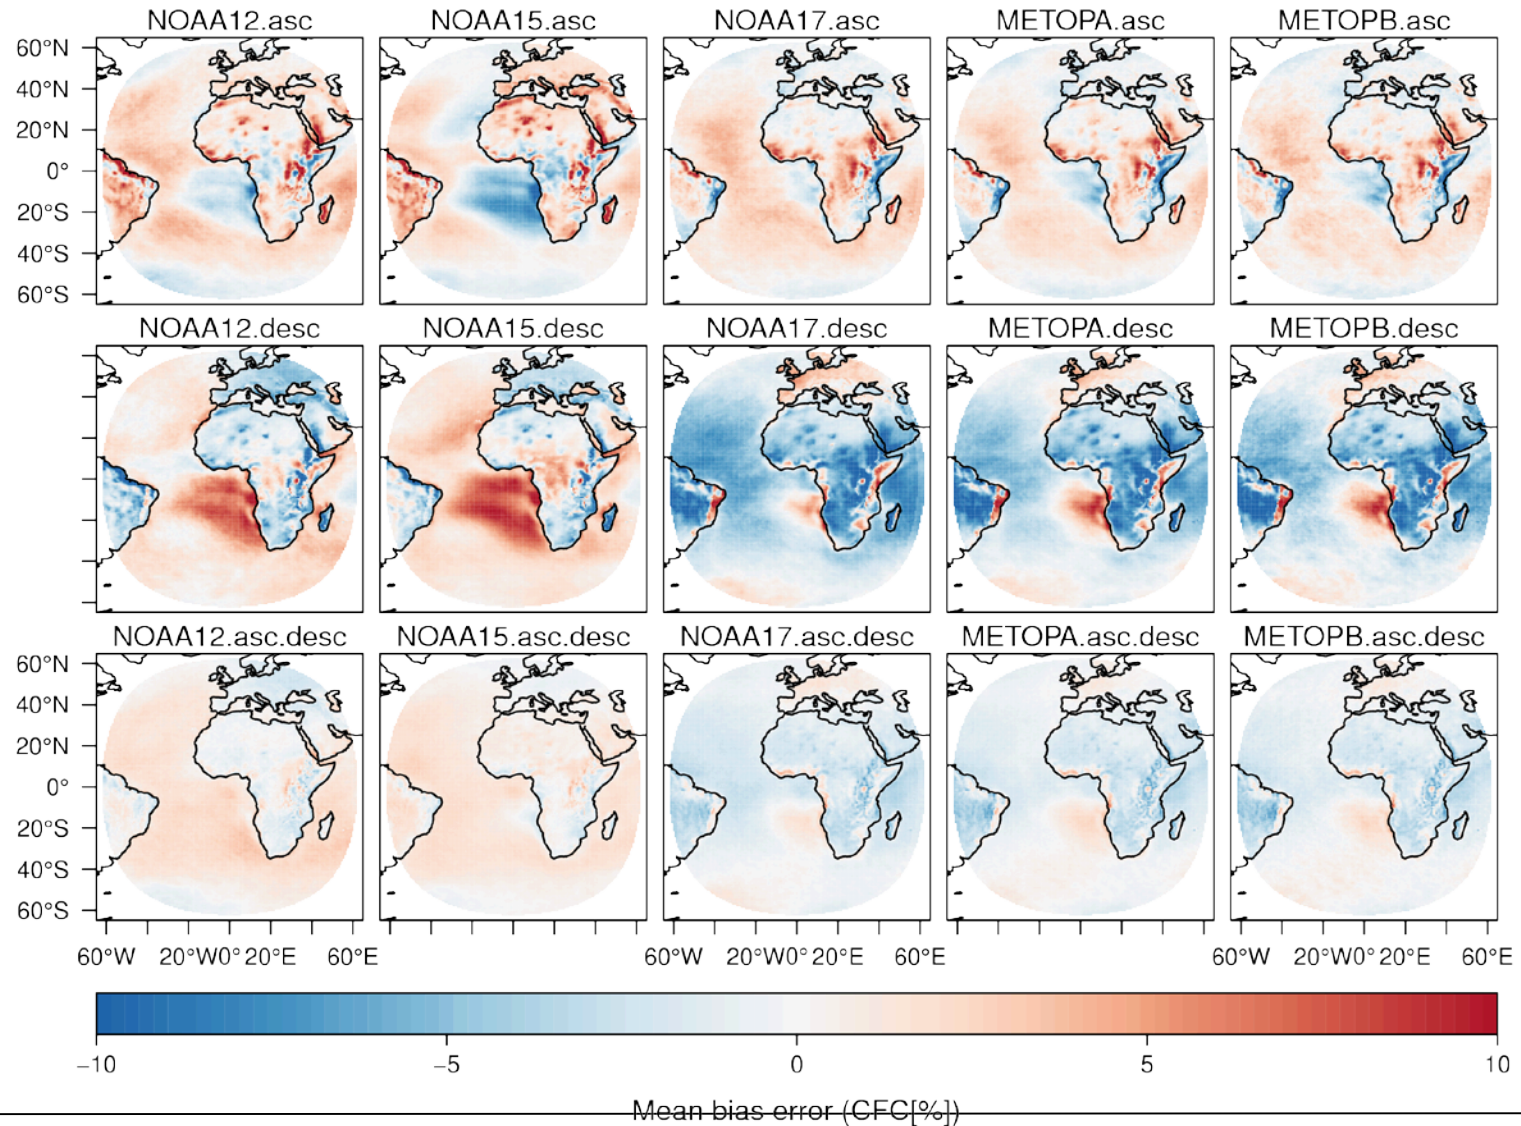 NOAA12.asc NOAA15.asc NOAA17.asc METOPA.asc METOPB.asc
60°N
40°N
20°N
0°
20°S
40°S
60°S
NOAA12.desc NOAA15.desc NOAA17.desc METOPA.desc METOPB.desc
NOAA12.asc.desc NOAA15.asc.desc NOAA17.asc.desc METOPA.asc.desc METOPB.asc.desc
60°N
40°N
20°N
0°
20°S
40°S
60°S
60°W 20°W0°20°E 60°E 60°W 20°W0°20°E 60°E 60°W 20°W0°20°E 60°E
−10 −5 0 5 10
Mean bias error (CFC[%])